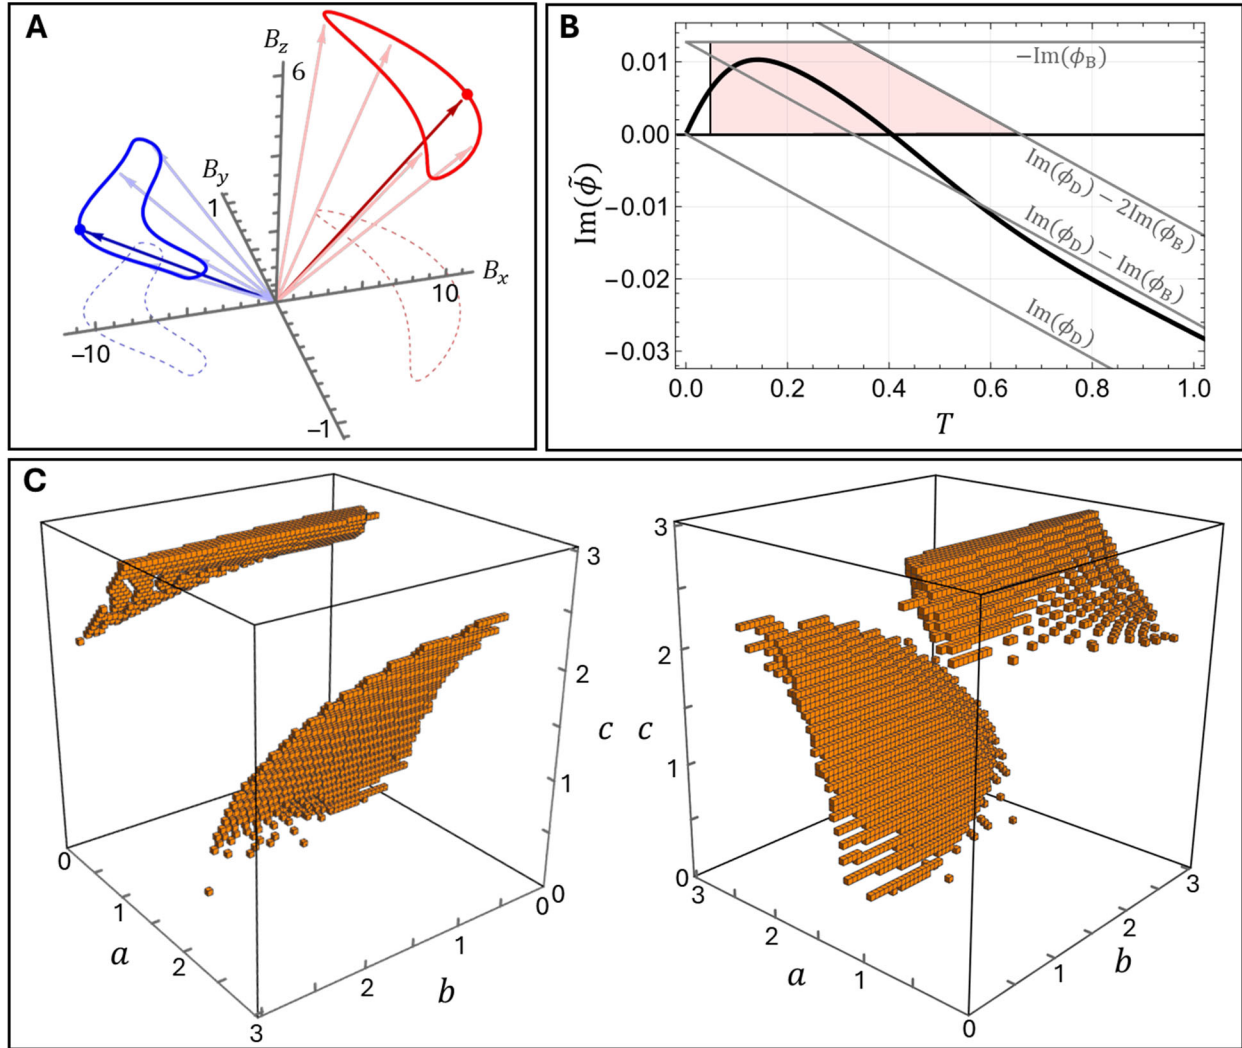 A
B_z
6
B_y
1
B_x
10
−10
−1
B
0.01
0.00
−0.01
−0.02
−0.03
Im(ϕ̃)
−Im(ϕ_B)
Im(ϕ_D) − 2Im(ϕ_B)
Im(ϕ_D) − Im(ϕ_B)
Im(ϕ_D)
0.0 0.2 0.4 0.6 0.8 1.0
T
C
3
2
c
1
0
0
1
a
2
3
2
b
1
0
3
2
c
1
0
3
2
a
1
0
1
b
2
3